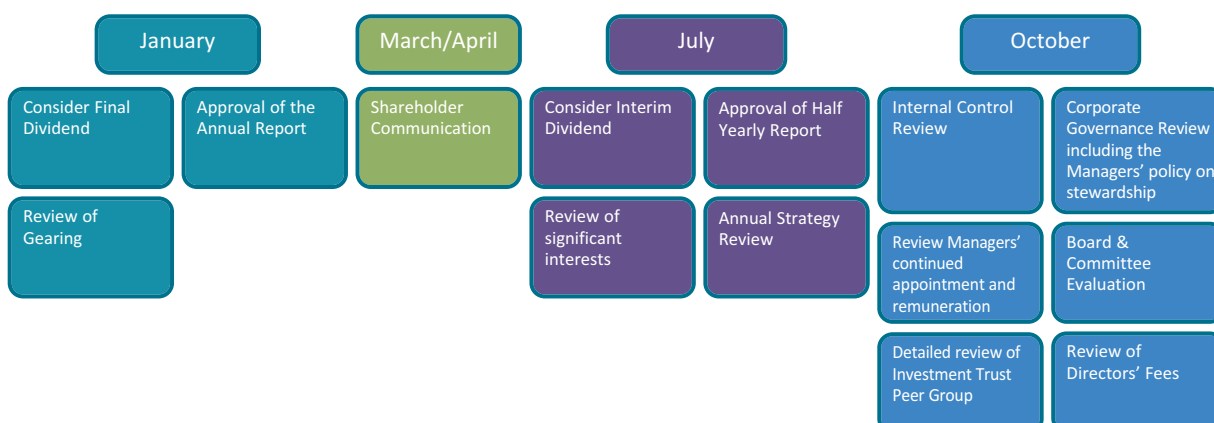 January
March/April
July
October
Consider Final
Dividend
Approval of the
Annual Report
Shareholder
Communication
Consider Interim
Dividend
Approval of Half
Yearly Report
Internal Control
Review
Corporate
Governance Review
including the
Managers’ policy on
stewardship
Review of
Gearing
Review of
significant
interests
Annual Strategy
Review
Review Managers’
continued
appointment and
remuneration
Board &
Committee
Evaluation
Detailed review of
Investment Trust
Peer Group
Review of
Directors’ Fees